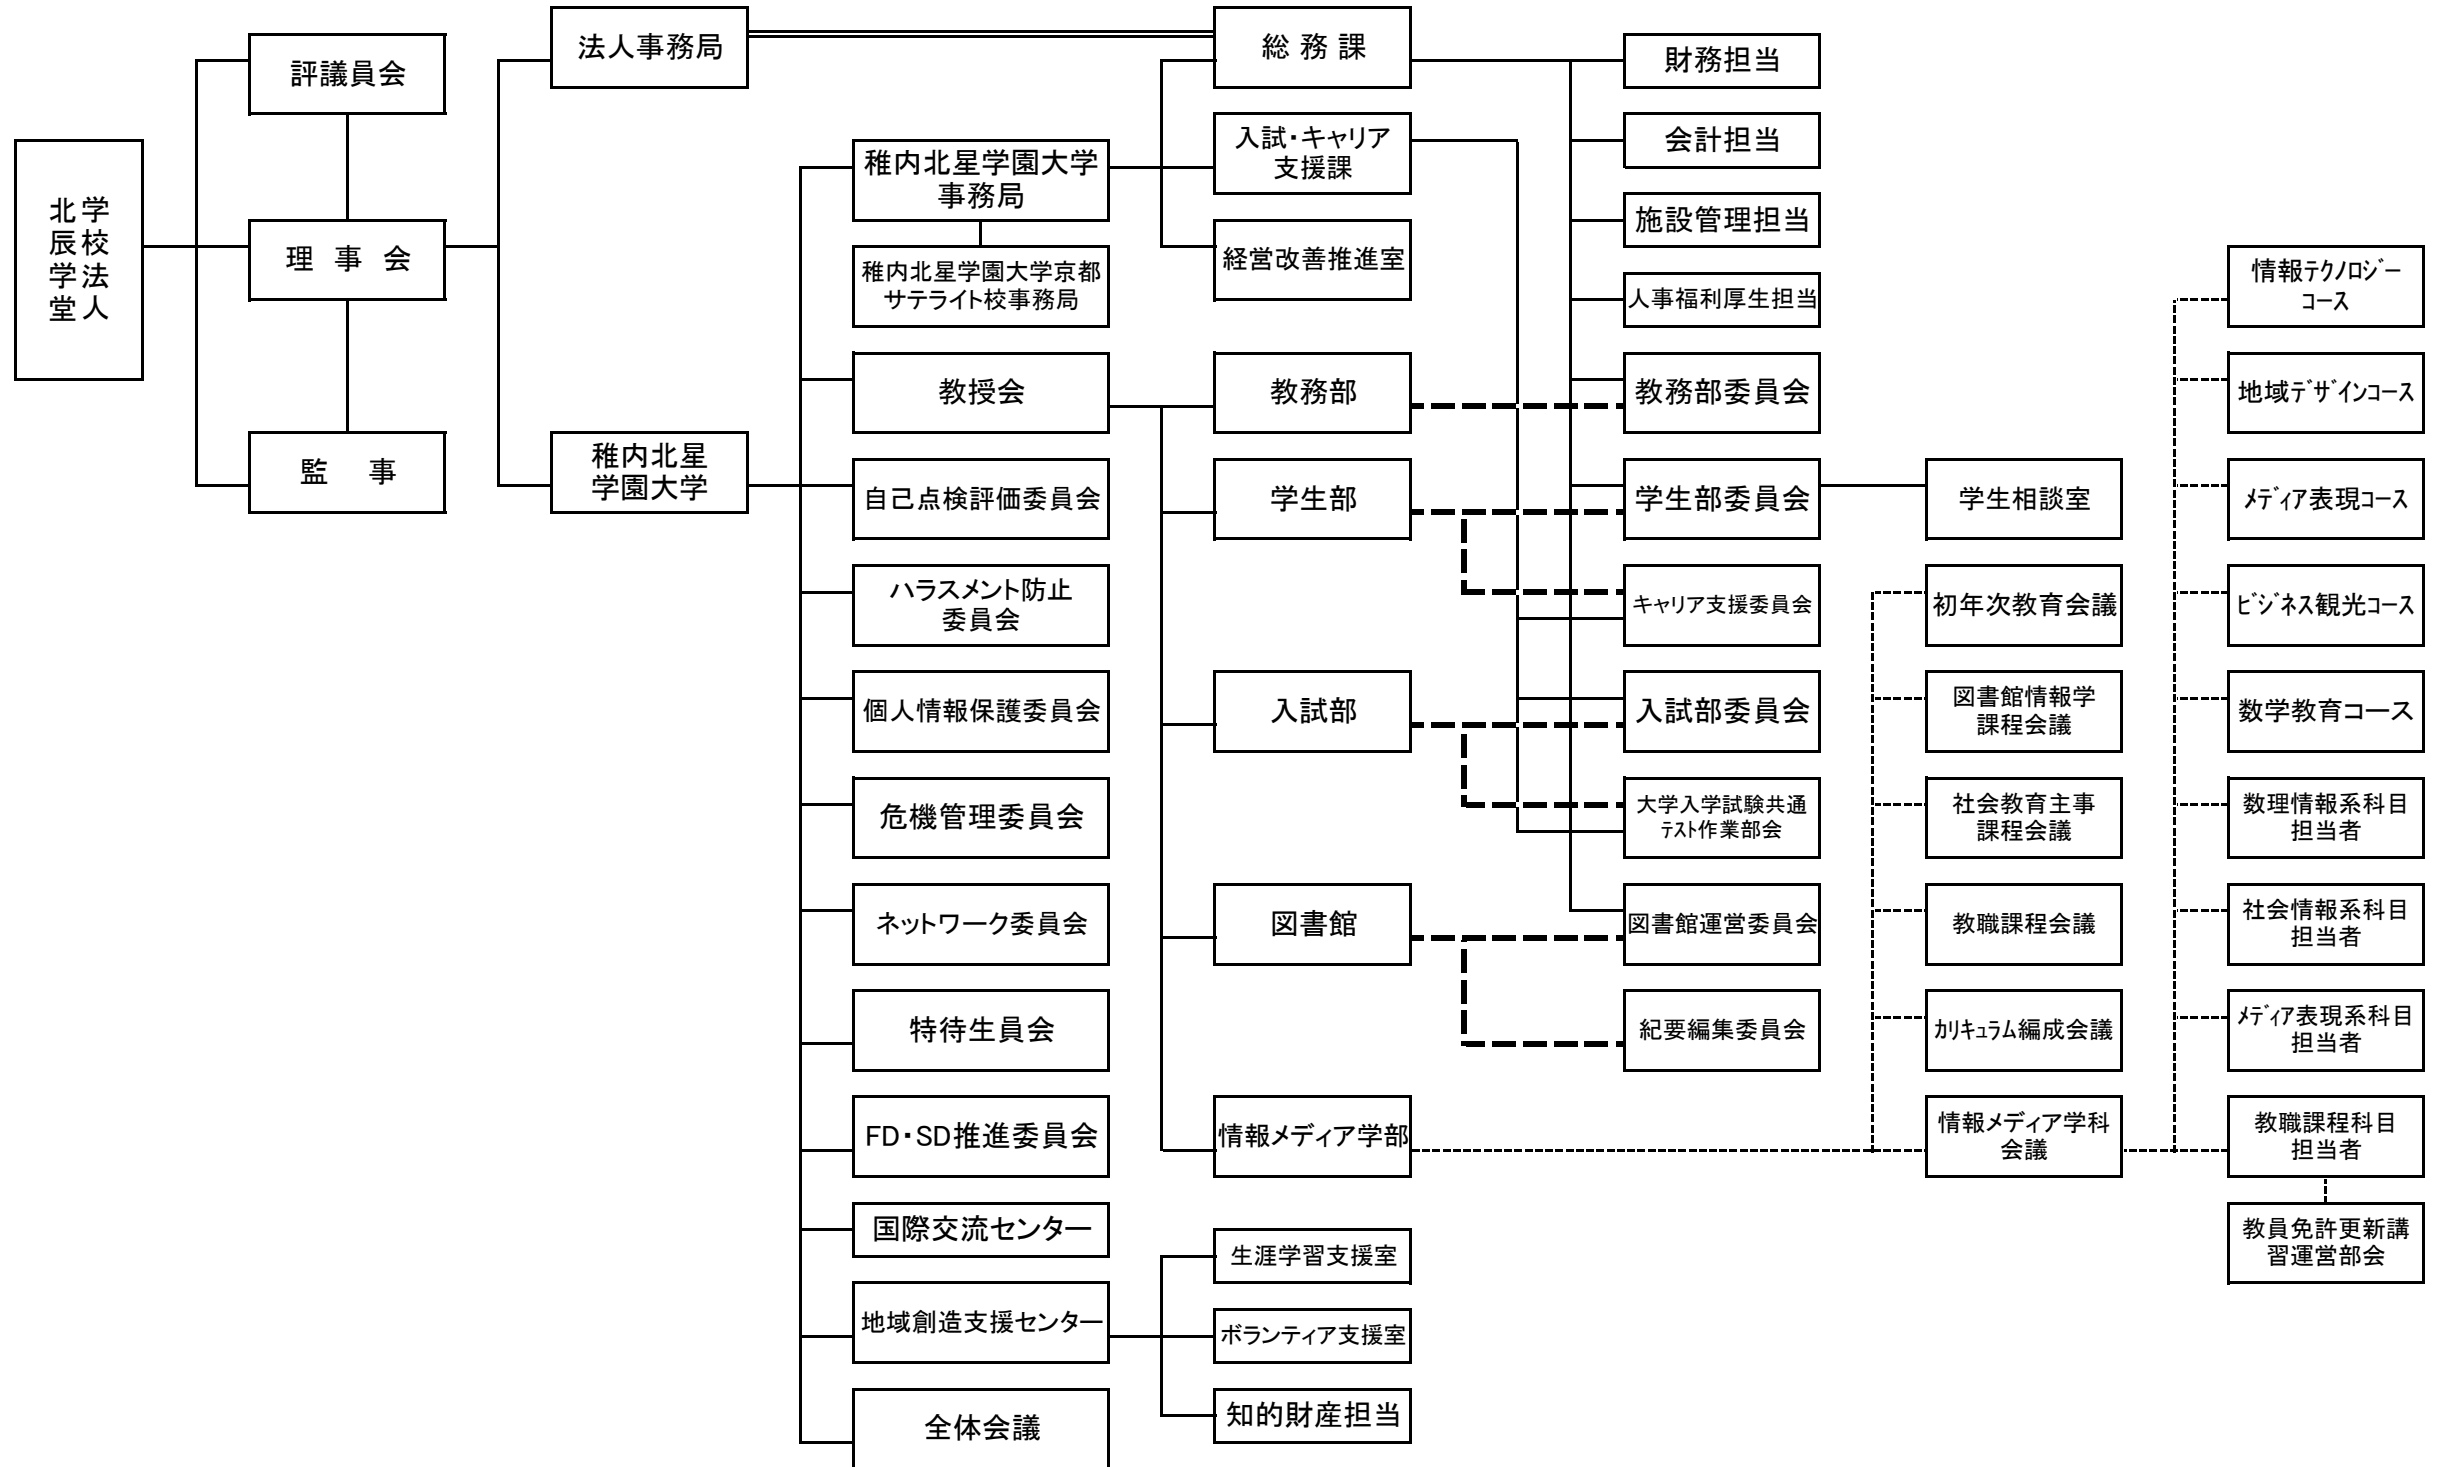 学校法人
北辰学堂
評議員会
理 事 会
監 事
法人事務局
稚内北星
学園大学
稚内北星学園大学
事務局
稚内北星学園大学京都
サテライト校事務局
教授会
自己点検評価委員会
ハラスメント防止
委員会
個人情報保護委員会
危機管理委員会
ネットワーク委員会
特待生員会
FD・SD推進委員会
国際交流センター
地域創造支援センター
全体会議
総 務 課
入試・キャリア
支援課
経営改善推進室
教務部
学生部
入試部
図書館
情報メディア学部
生涯学習支援室
ボランティア支援室
知的財産担当
財務担当
会計担当
施設管理担当
人事福利厚生担当
教務部委員会
学生部委員会
キャリア支援委員会
入試部委員会
大学入学試験共通
ﾃｽﾄ作業部会
図書館運営委員会
紀要編集委員会
学生相談室
初年次教育会議
図書館情報学
課程会議
社会教育主事
課程会議
教職課程会議
ｶﾘｷｭﾗﾑ編成会議
情報メディア学科
会議
情報ﾃｸﾉﾛｼﾞｰ
ｺｰｽ
地域ﾃﾞｻﾞｲﾝｺｰｽ
ﾒﾃﾞｨｱ表現ｺｰｽ
ﾋﾞｼﾞﾈｽ観光ｺｰｽ
数学教育コース
数理情報系科目
担当者
社会情報系科目
担当者
ﾒﾃﾞｨｱ表現系科目
担当者
教職課程科目
担当者
教員免許更新講
習運営部会